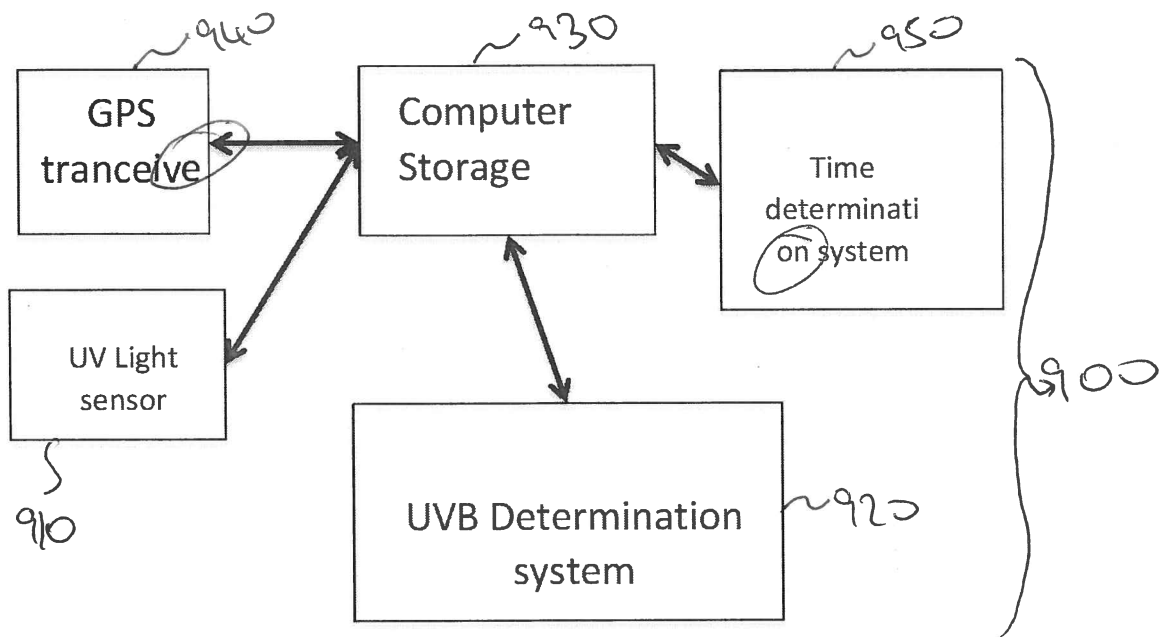 940
930
950
GPS
tranceive
Computer
Storage
Time
determinati
on system
UV Light
sensor
900
910
UVB Determination
system
920